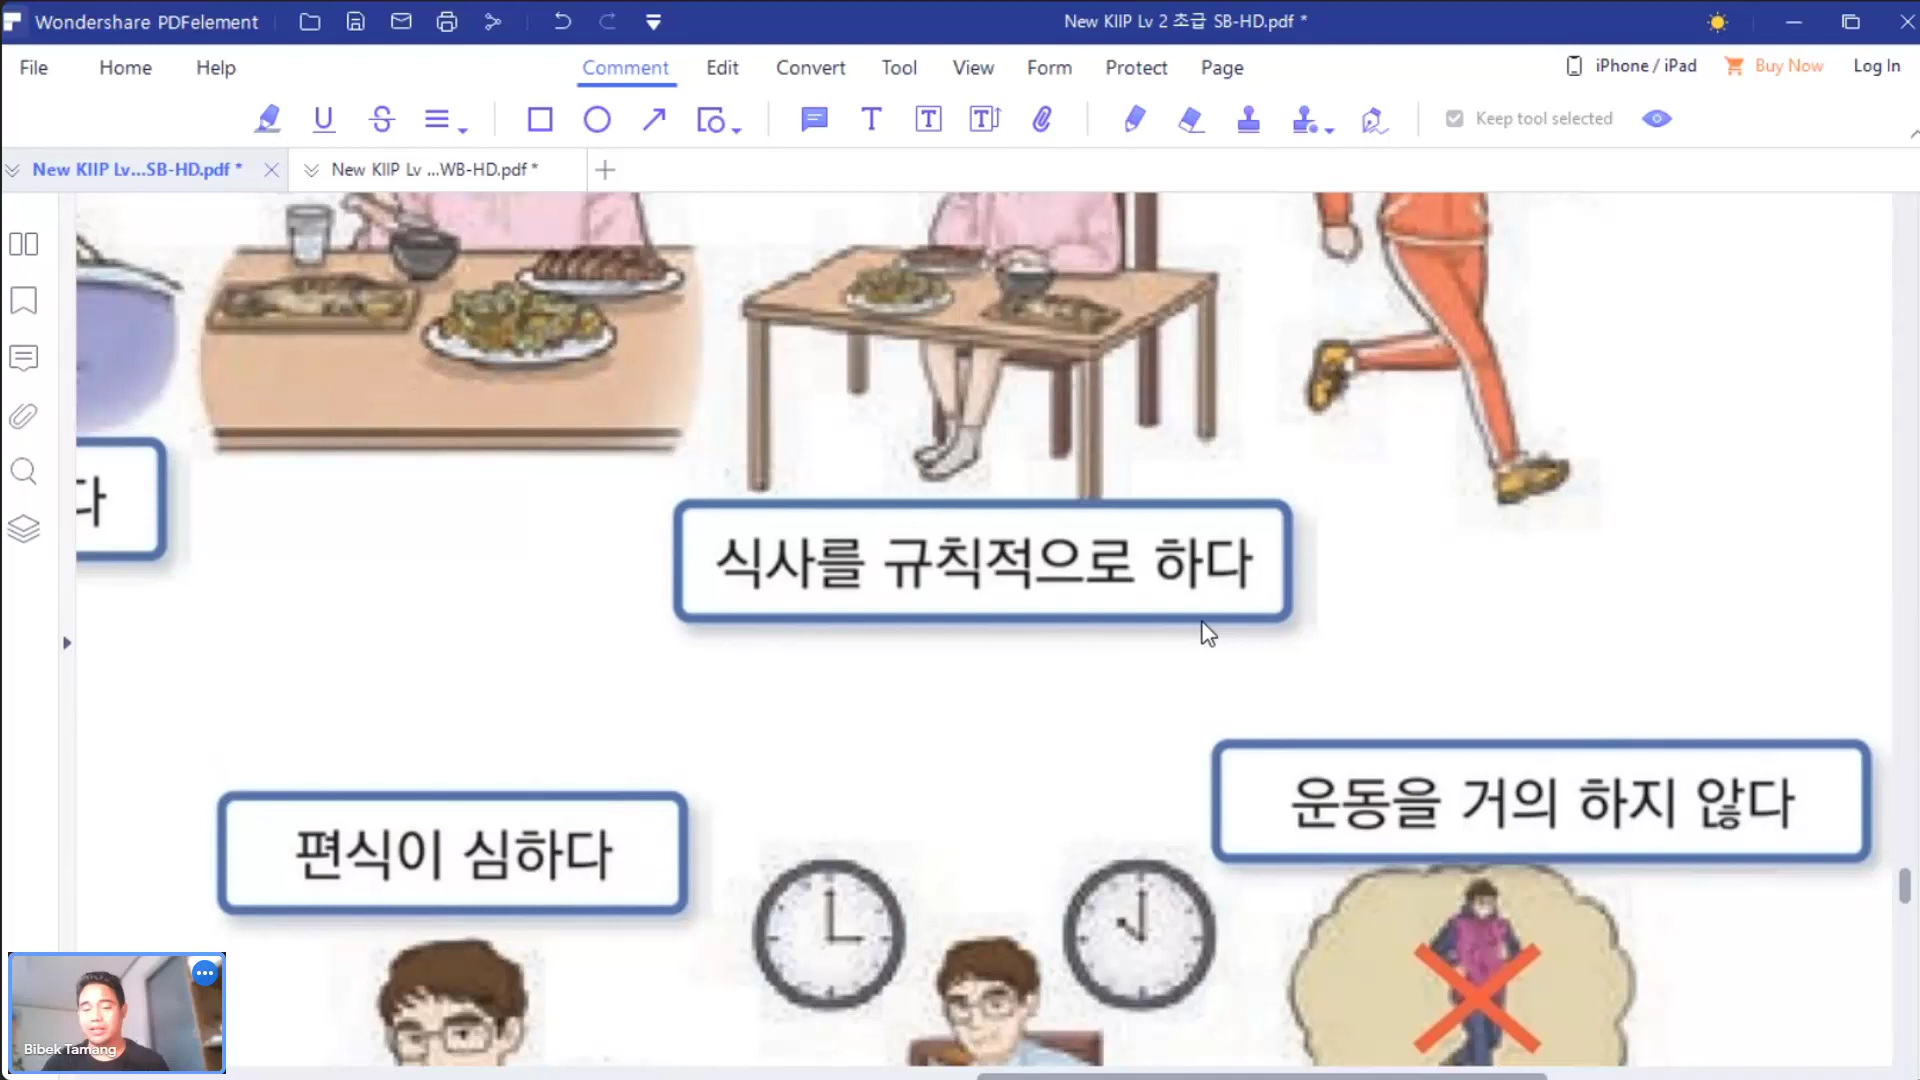 Wondershare PDFelement
New KIIP Lv 2 초급 SB-HD.pdf *
File Home Help Comment Edit Convert Tool View Form Protect Page iPhone / iPad Buy Now Log In
Keep tool selected
New KIIP Lv...SB-HD.pdf * New KIIP Lv ...WB-HD.pdf *
다
식사를 규칙적으로 하다
운동을 거의 하지 않다
편식이 심하다
Bibek Tamang